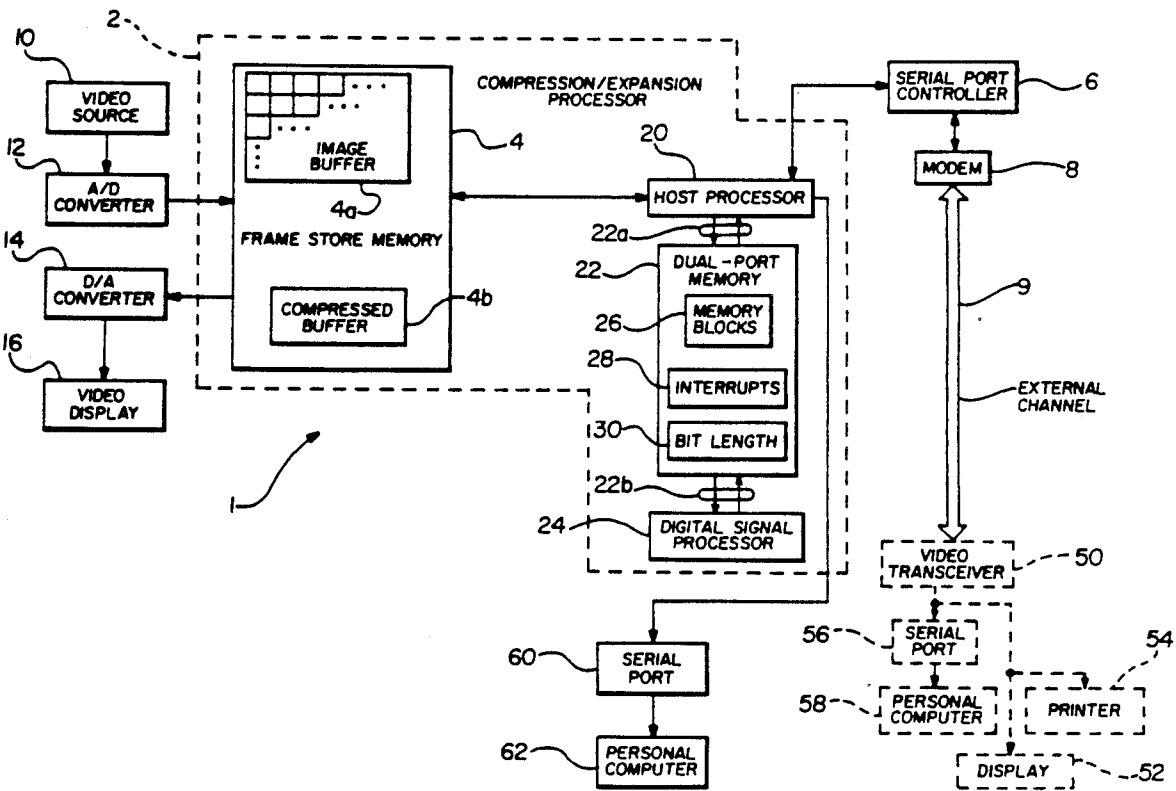 2
10
VIDEO
SOURCE
12
A/D
CONVERTER
14
D/A
CONVERTER
16
VIDEO
DISPLAY
1
IMAGE
BUFFER
4a
4
FRAME STORE MEMORY
COMPRESSED
BUFFER
4b
COMPRESSION/EXPANSION
PROCESSOR
20
HOST PROCESSOR
22a
22
DUAL-PORT
MEMORY
26
MEMORY
BLOCKS
28
INTERRUPTS
30
BIT LENGTH
22b
24
DIGITAL SIGNAL
PROCESSOR
60
SERIAL
PORT
62
PERSONAL
COMPUTER
SERIAL PORT
CONTROLLER
6
MODEM
8
9
EXTERNAL
CHANNEL
VIDEO
TRANSCEIVER
50
56
SERIAL
PORT
58
PERSONAL
COMPUTER
54
PRINTER
DISPLAY
52